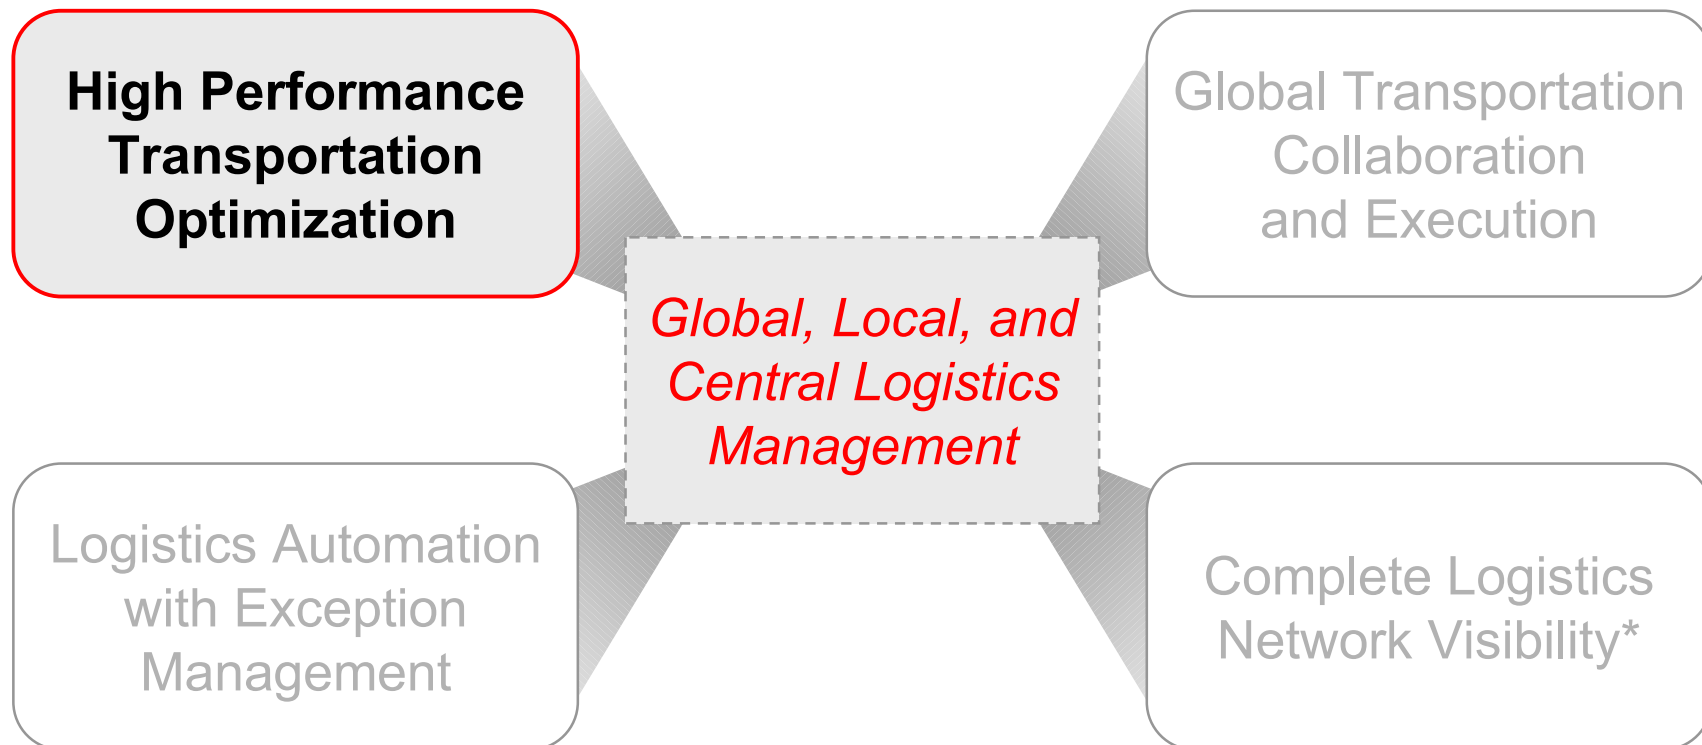 High Performance
Transportation
Optimization
Global Transportation
Collaboration
and Execution
Global, Local, and
Central Logistics
Management
Logistics Automation
with Exception
Management
Complete Logistics
Network Visibility*